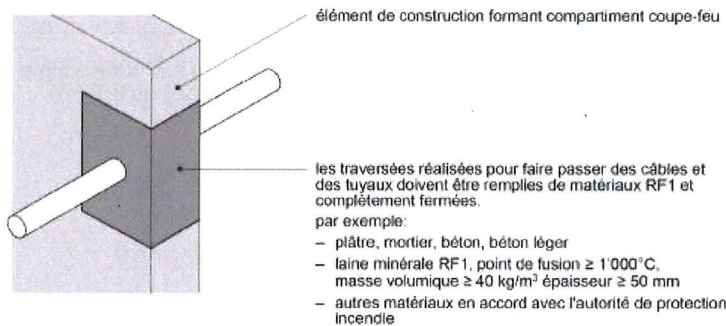 élément de construction formant compartiment coupe-feu
les traversées réalisées pour faire passer des câbles et
des tuyaux doivent être remplies de matériaux RF1 et
complètement fermées.
par exemple:
– plâtre, mortier, béton, béton léger
– laine minérale RF1, point de fusion ≥ 1'000°C,
masse volumique ≥ 40 kg/m³ épaisseur ≥ 50 mm
– autres matériaux en accord avec l'autorité de protection
incendie